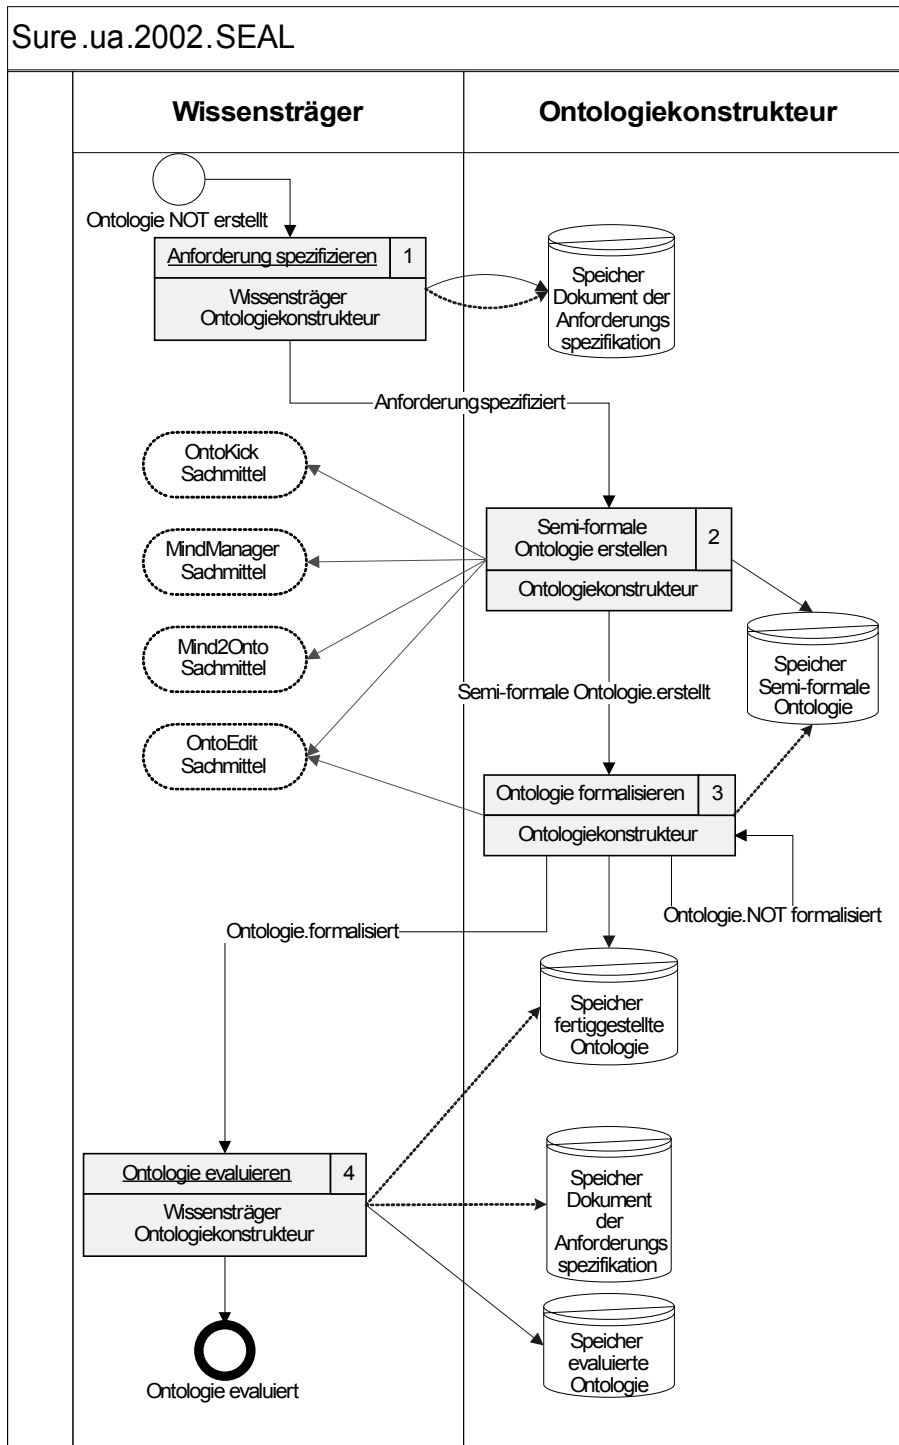 Sure.ua.2002.SEAL
Wissensträger
Ontologiekonstrukteur
Ontologie NOT erstellt
Anforderung spezifizieren
1
Wissensträger
Ontologiekonstrukteur
Speicher
Dokument der
Anforderungs
spezifikation
Anforderung.spezifiziert
OntoKick
Sachmittel
MindManager
Sachmittel
Mind2Onto
Sachmittel
OntoEdit
Sachmittel
Semi-formale
Ontologie erstellen
2
Ontologiekonstrukteur
Speicher
Semi-formale
Ontologie
Semi-formale Ontologie.erstellt
Ontologie formalisieren
3
Ontologiekonstrukteur
Ontologie.NOT formalisiert
Ontologie.formalisiert
Speicher
fertiggestellte
Ontologie
Ontologie evaluieren
4
Wissensträger
Ontologiekonstrukteur
Speicher
Dokument
der
Anforderungs
spezifikation
Speicher
evaluierte
Ontologie
Ontologie evaluiert